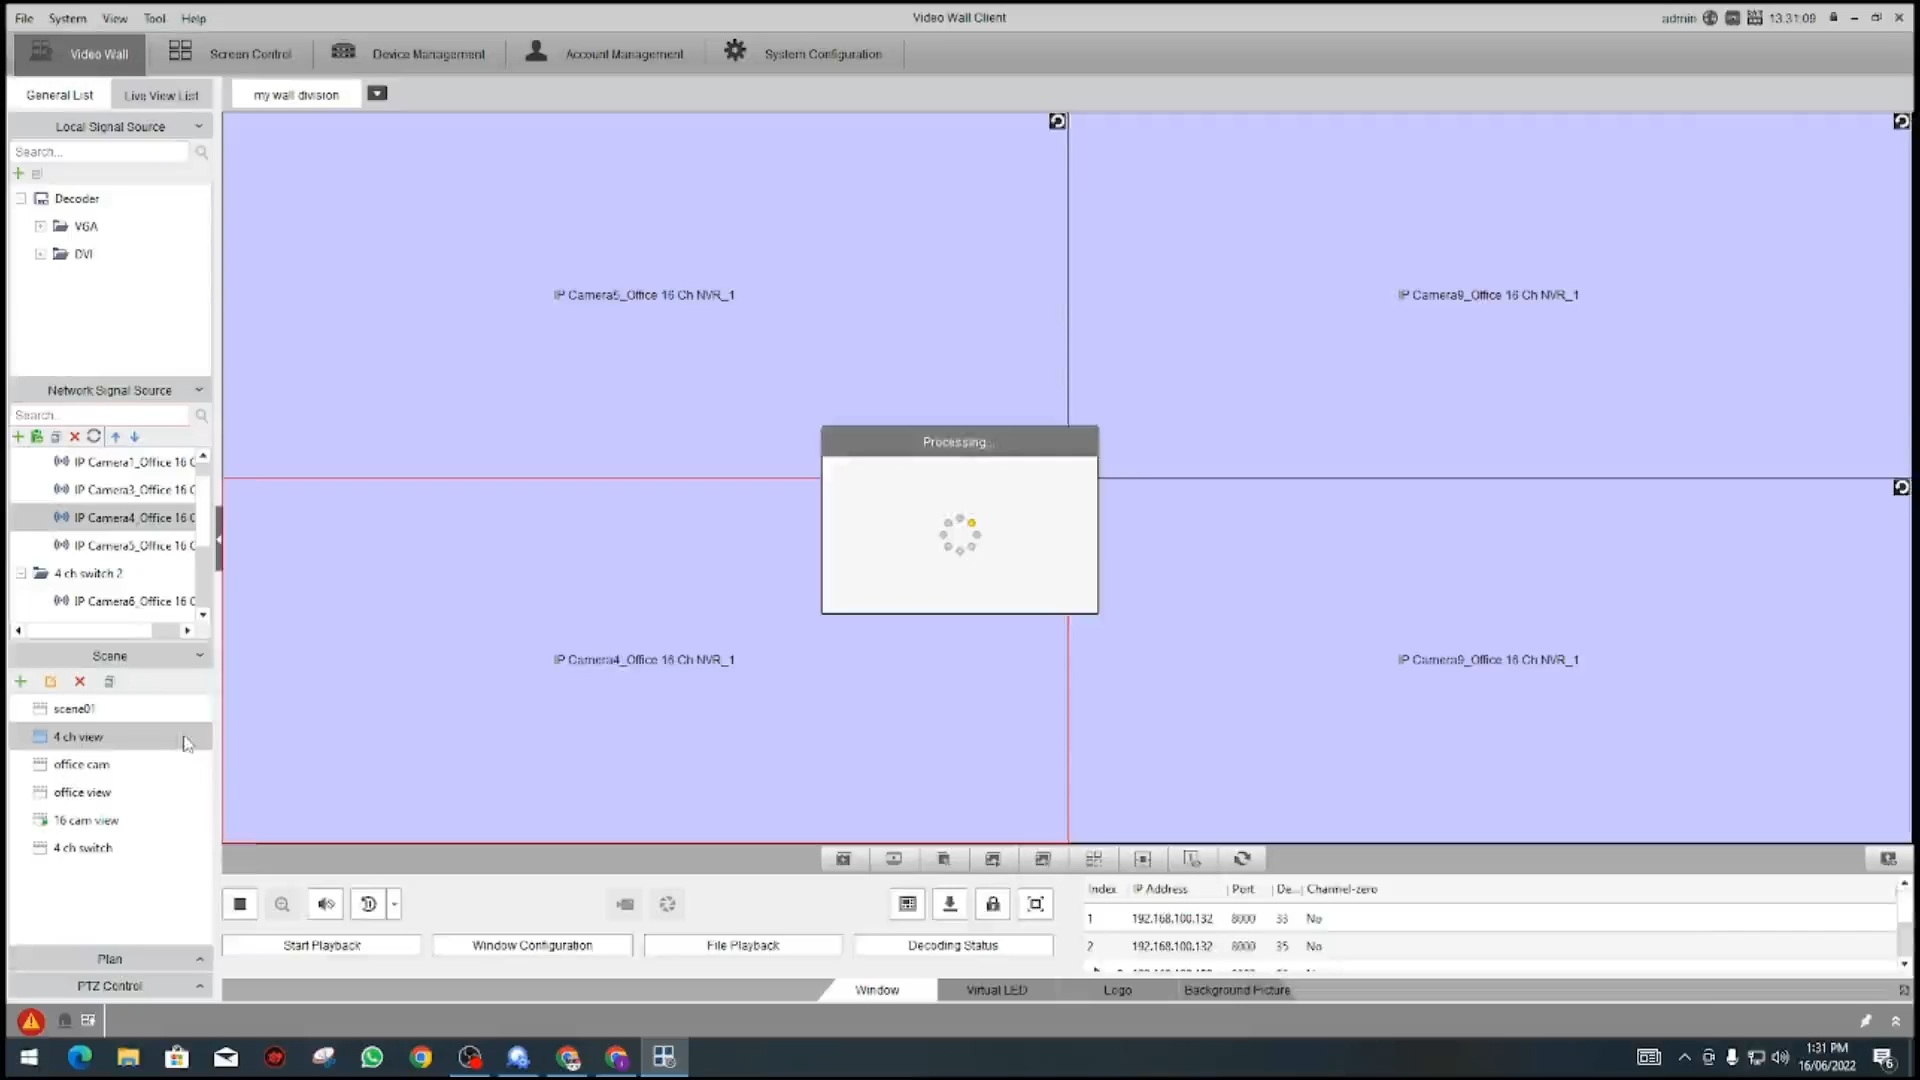 File System View Tool Help
Video Wall Client
admin 13:31:09
Video Wall
Screen Control
Device Management
Account Management
System Configuration
General List
Live View List
my wall division
Local Signal Source
Search...
Decoder
VGA
DVI
Network Signal Source
Search...
IP Camera1_Office 16 C
IP Camera3_Office 16 C
IP Camera4_Office 16 C
IP Camera5_Office 16 C
4 ch switch 2
IP Camera6_Office 16 C
Scene
scene01
4 ch view
office cam
office view
16 cam view
4 ch switch
Plan
PTZ Control
IP Camera5_Office 16 Ch NVR_1
IP Camera9_Office 16 Ch NVR_1
Processing...
IP Camera4_Office 16 Ch NVR_1
IP Camera9_Office 16 Ch NVR_1
Start Playback
Window Configuration
File Playback
Decoding Status
Index IP Address Port De... Channel-zero
1 192.168.100.132 8000 33 No
2 192.168.100.132 8000 35 No
Window
Virtual LED
Logo
Background Picture
1:31 PM
16/06/2022
6